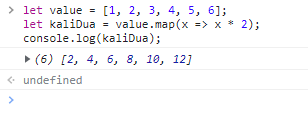 > let value = [1, 2, 3, 4, 5, 6];
let kaliDua = value.map(x => x * 2);
console.log(kaliDua);
▶ (6) [2, 4, 6, 8, 10, 12]
<· undefined
>